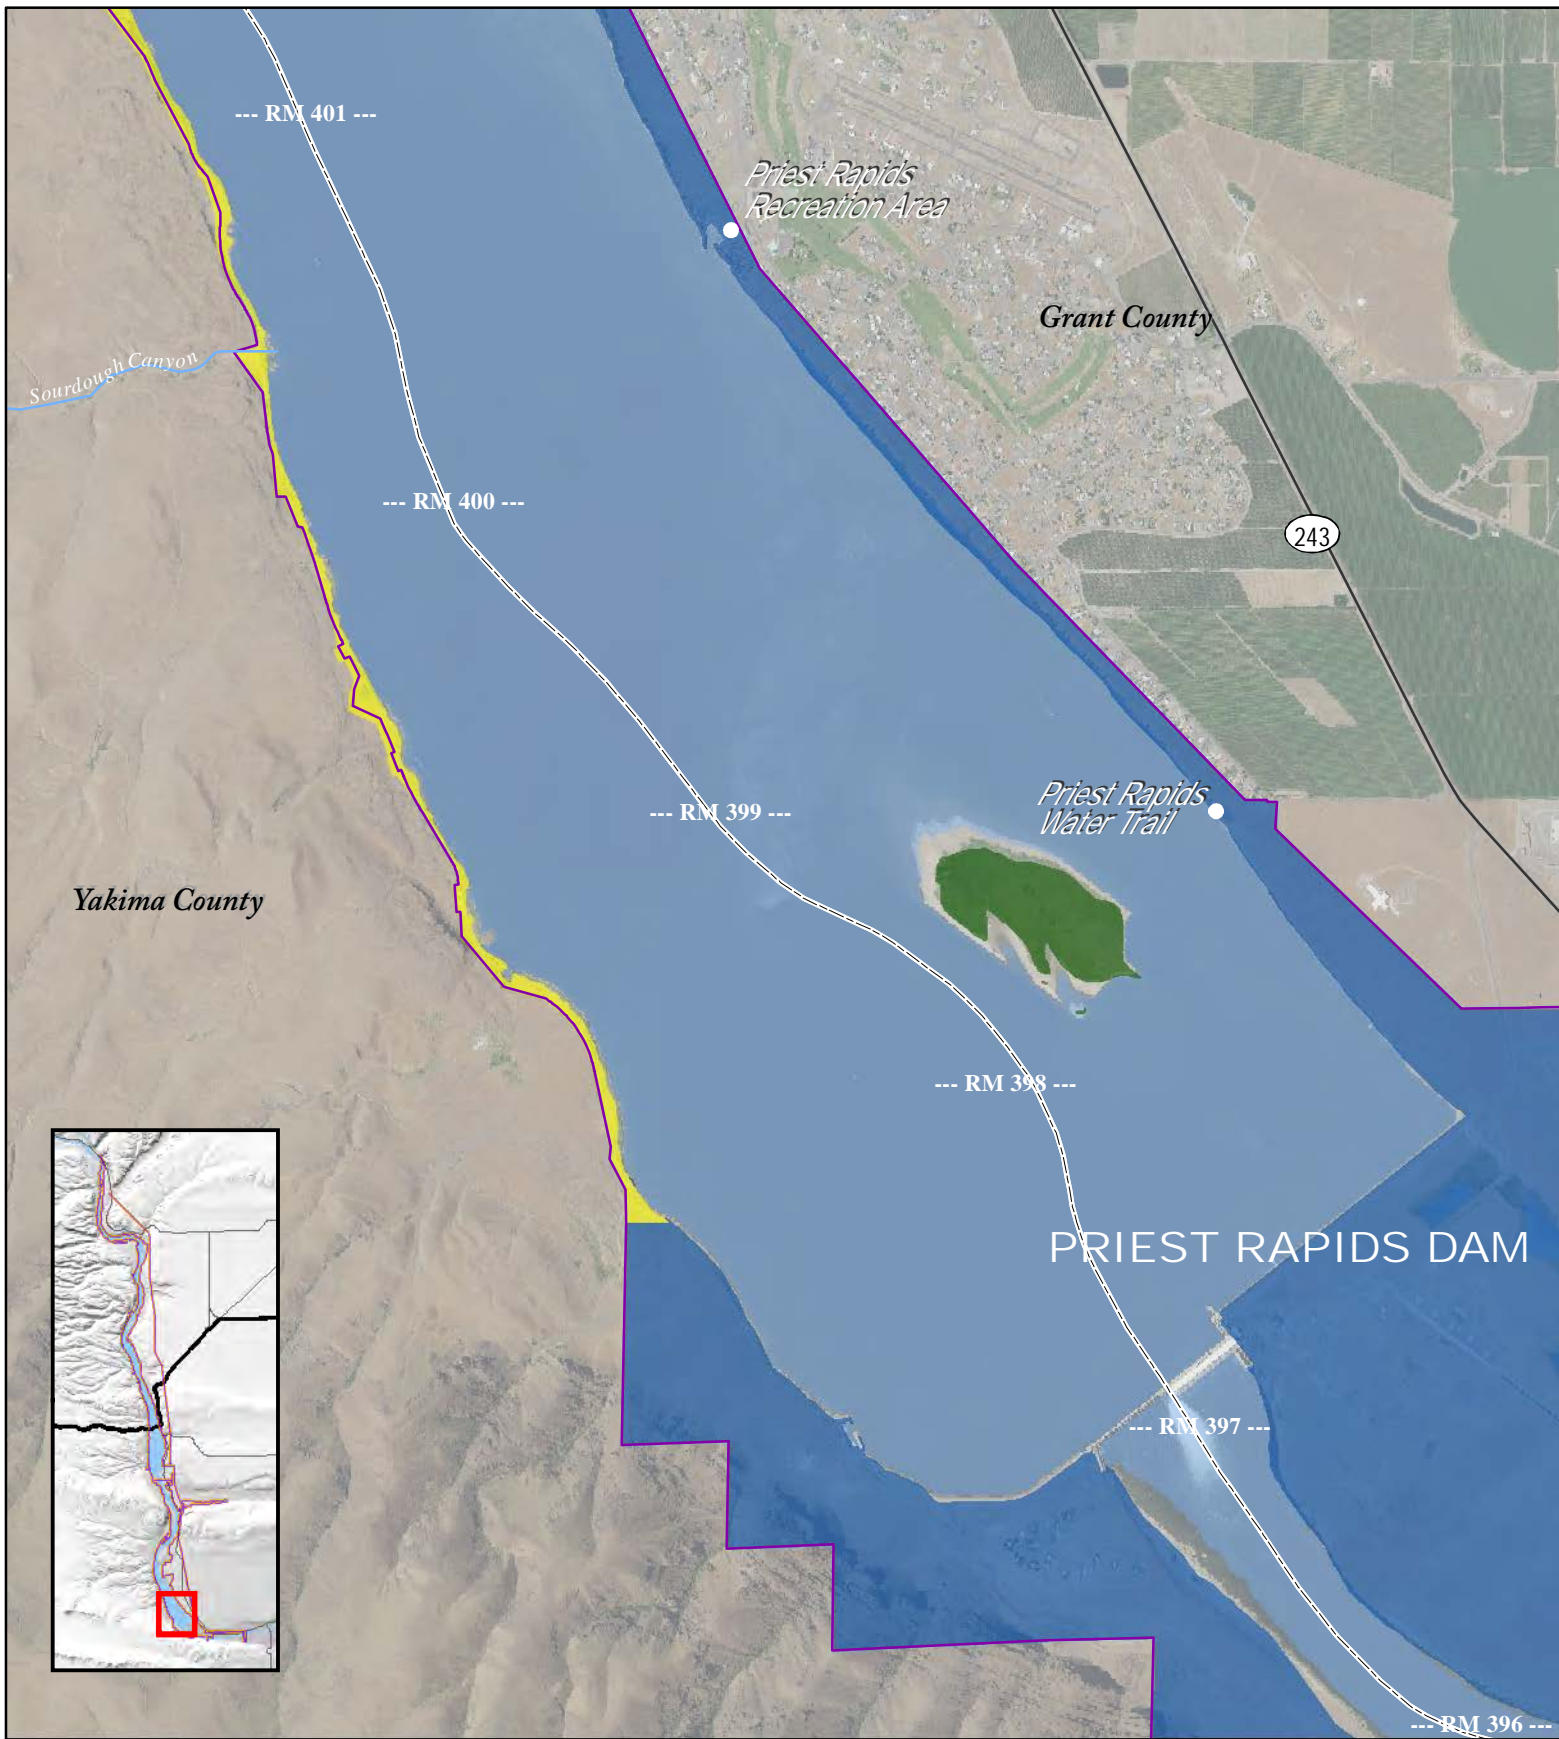 --- RM 401 ---
Priest Rapids
Recreation Area
Grant County
Sourdough Canyon
--- RM 400 ---
243
Priest Rapids
Water Trail
--- RM 399 ---
Yakima County
--- RM 398 ---
PRIEST RAPIDS DAM
--- RM 397 ---
--- RM 396 ---